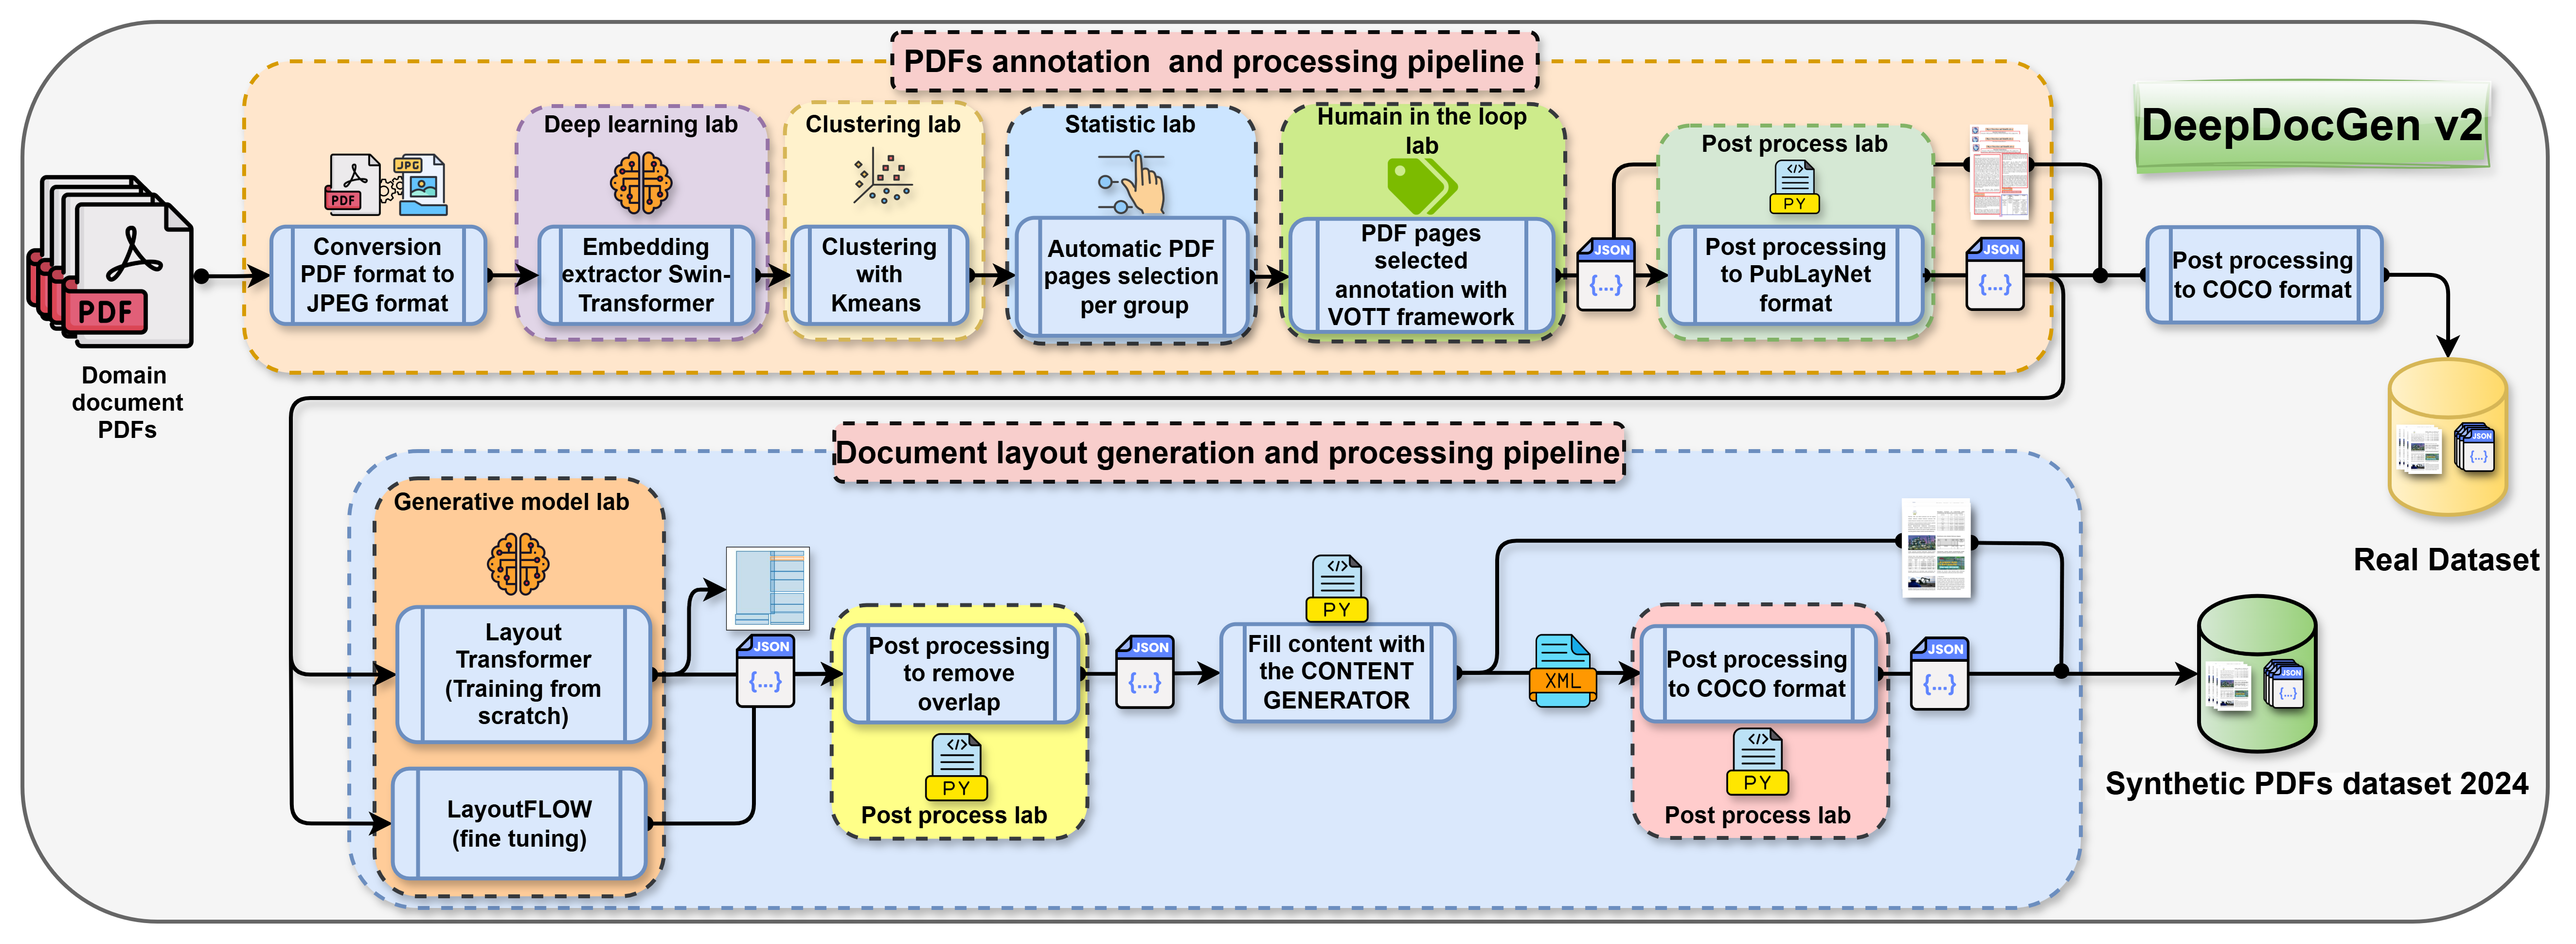 PDFs annotation and processing pipeline
DeepDocGen v2
Deep learning lab
Clustering lab
Statistic lab
Humain in the loop
lab
Post process lab
PDF
JPG
</>
PY
PDF
Domain
document
PDFs
Conversion
PDF format to
JPEG format
Embedding
extractor Swin-
Transformer
Clustering
with
Kmeans
Automatic PDF
pages selection
per group
PDF pages
selected
annotation with
VOTT framework
JSON
{...}
Post processing
to PubLayNet
format
JSON
{...}
Post processing
to COCO format
JSON
{...}
Real Dataset
Document layout generation and processing pipeline
Generative model lab
Layout
Transformer
(Training from
scratch)
LayoutFLOW
(fine tuning)
JSON
{...}
Post processing
to remove
overlap
</>
PY
Post process lab
JSON
{...}
</>
PY
Fill content with
the CONTENT
GENERATOR
XML
Post processing
to COCO format
</>
PY
Post process lab
JSON
{...}
JSON
{...}
Synthetic PDFs dataset 2024